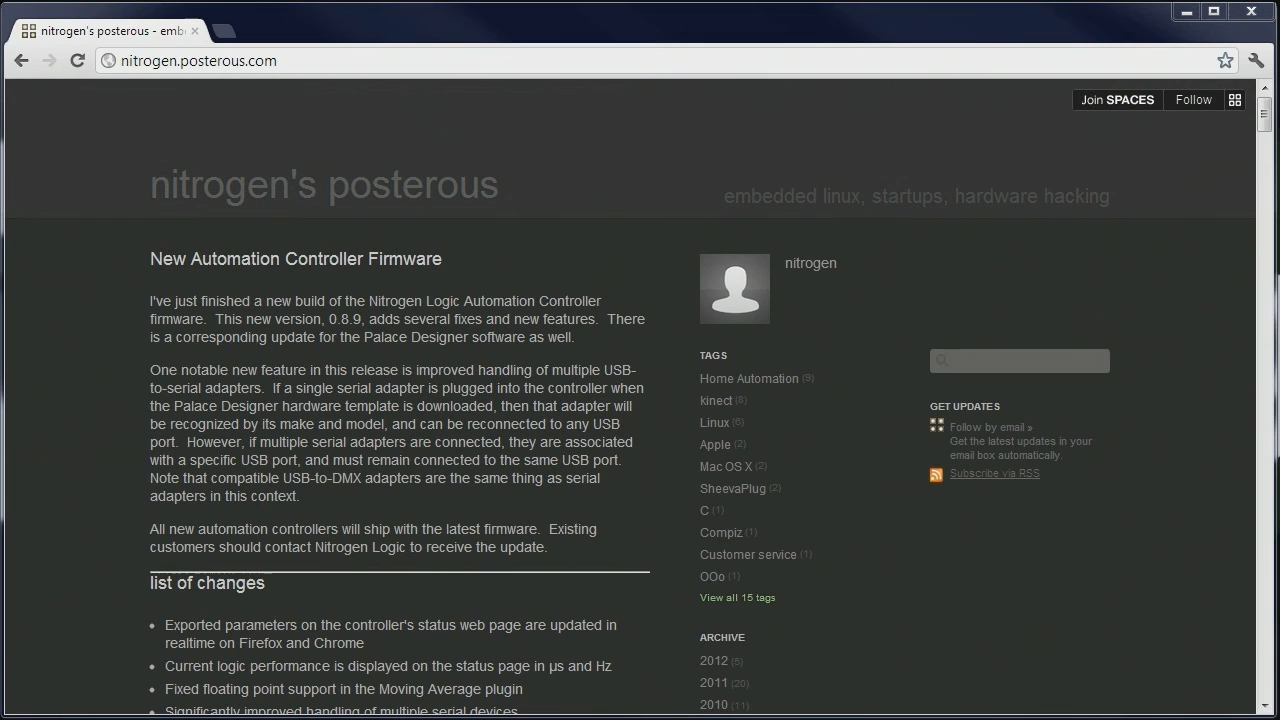 nitrogen's posterous - emb
nitrogen.posterous.com
Join SPACES
Follow
nitrogen's posterous
embedded linux, startups, hardware hacking
New Automation Controller Firmware
I've just finished a new build of the Nitrogen Logic Automation Controller
firmware.  This new version, 0.8.9, adds several fixes and new features.  There
is a corresponding update for the Palace Designer software as well.
One notable new feature in this release is improved handling of multiple USB-
to-serial adapters.  If a single serial adapter is plugged into the controller when
the Palace Designer hardware template is downloaded, then that adapter will
be recognized by its make and model, and can be reconnected to any USB
port.  However, if multiple serial adapters are connected, they are associated
with a specific USB port, and must remain connected to the same USB port.
Note that compatible USB-to-DMX adapters are the same thing as serial
adapters in this context.
All new automation controllers will ship with the latest firmware.  Existing
customers should contact Nitrogen Logic to receive the update.
list of changes
Exported parameters on the controller's status web page are updated in
realtime on Firefox and Chrome
Current logic performance is displayed on the status page in µs and Hz
Fixed floating point support in the Moving Average plugin
Significantly improved handling of multiple serial devices
nitrogen
TAGS
Home Automation (9)
kinect (8)
Linux (6)
Apple (2)
Mac OS X (2)
SheevaPlug (2)
C (1)
Compiz (1)
Customer service (1)
OOo (1)
View all 15 tags
ARCHIVE
2012 (5)
2011 (20)
2010 (11)
GET UPDATES
Follow by email »
Get the latest updates in your
email box automatically.
Subscribe via RSS